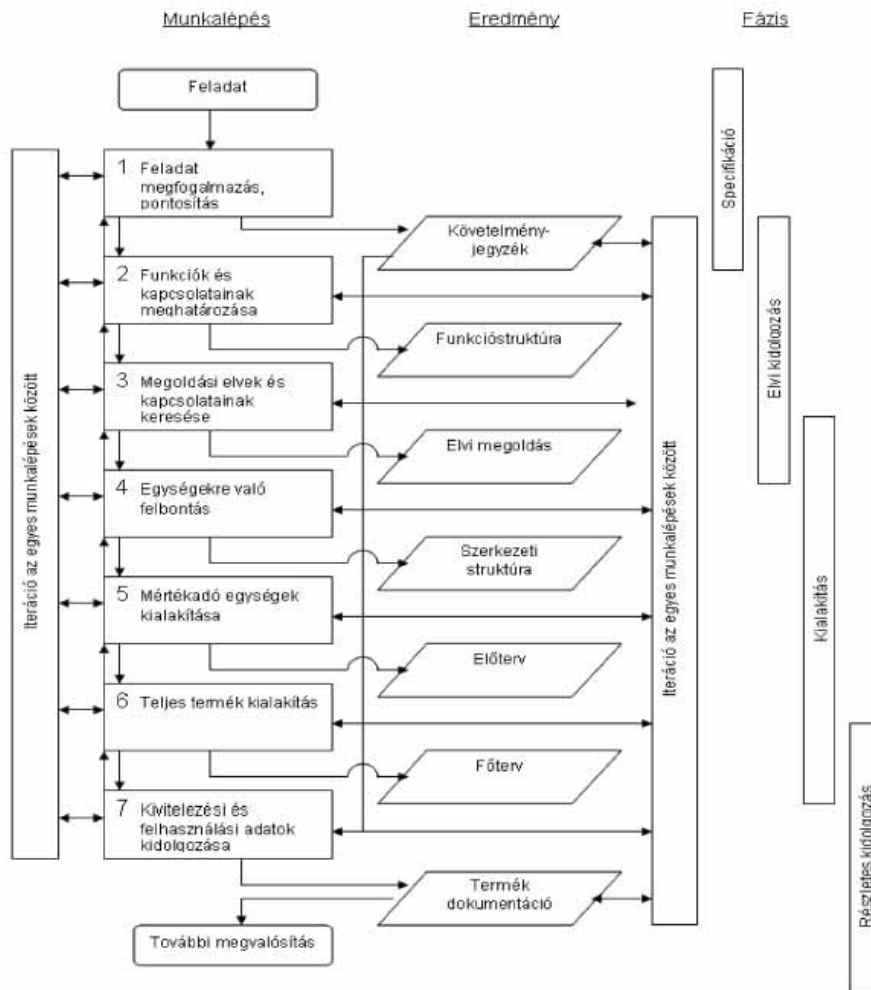 Munkalépés
Eredmény
Fázis
Feladat
1 Feladat
megfogalmazás,
pontosítás
Követelmény-
jegyzék
2 Funkciók és
kapcsolatainak
meghatározása
Funkcióstruktúra
3 Megoldási elvek és
kapcsolatainak
keresése
Elvi megoldás
4 Egységekre való
felbontás
Szerkezeti
struktúra
5 Mértékadó egységek
kialakítása
Előterv
6 Teljes termék kialakítás
Főterv
7 Kivitelezési és
felhasználási adatok
kidolgozása
Termék
dokumentáció
További megvalósítás
Iteráció az egyes munkalépések között
Iteráció az egyes munkalépések között
Specifikáció
Elvi kidolgozás
Kialakítás
Részletes kidolgozás